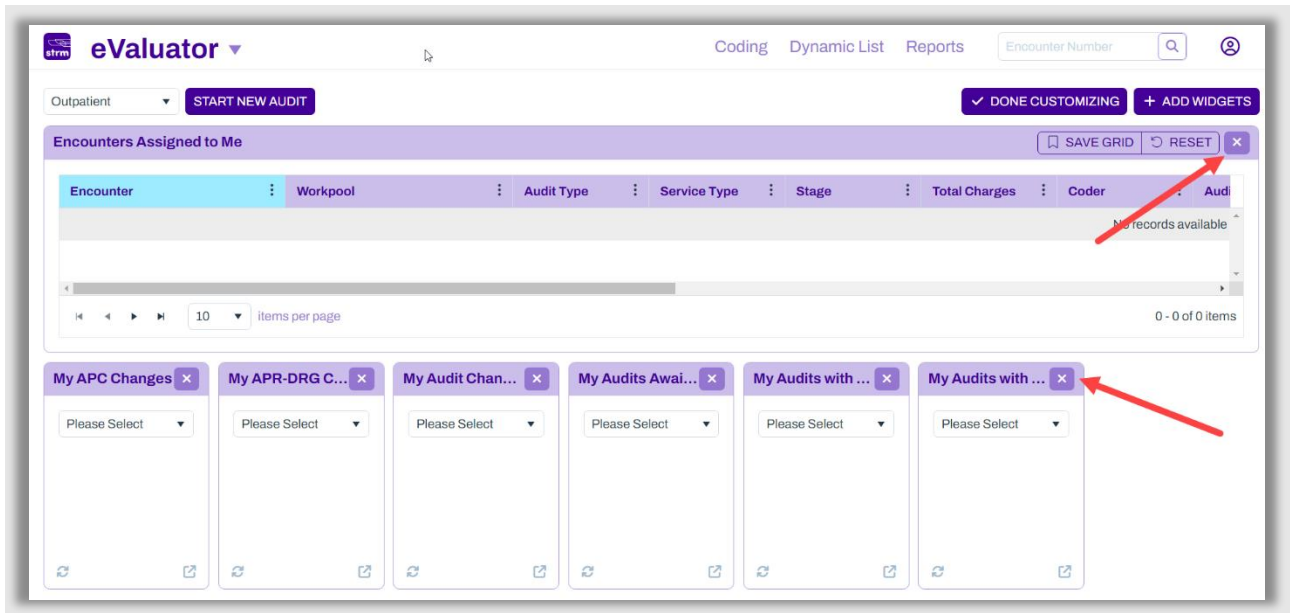 strm eValuator Coding Dynamic List Reports Encounter Number
Outpatient START NEW AUDIT DONE CUSTOMIZING + ADD WIDGETS
Encounters Assigned to Me SAVE GRID RESET
Encounter Workpool Audit Type Service Type Stage Total Charges Coder Audi
No records available
10 items per page 0 - 0 of 0 items
My APC Changes My APR-DRG C... My Audit Chan... My Audits Awai... My Audits with ... My Audits with ...
Please Select Please Select Please Select Please Select Please Select Please Select